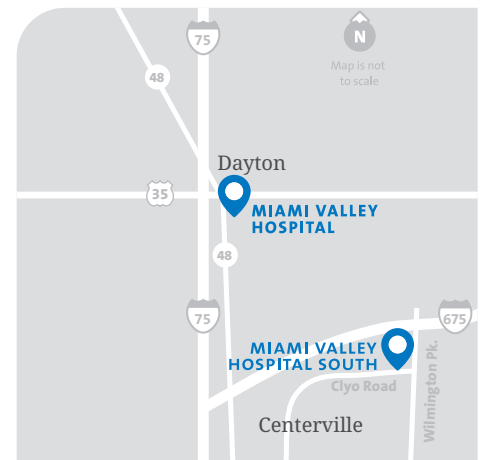 75
N
Map is not
to scale
48
Dayton
35
MIAMI VALLEY
HOSPITAL
48
75
675
MIAMI VALLEY
HOSPITAL SOUTH
Clyo Road
Wilmington Pk.
Centerville